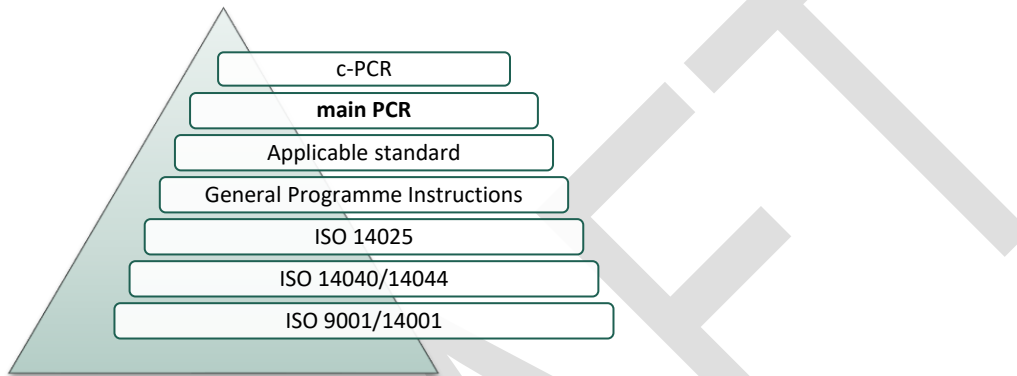 c-PCR
main PCR
Applicable standard
General Programme Instructions
ISO 14025
ISO 14040/14044
ISO 9001/14001